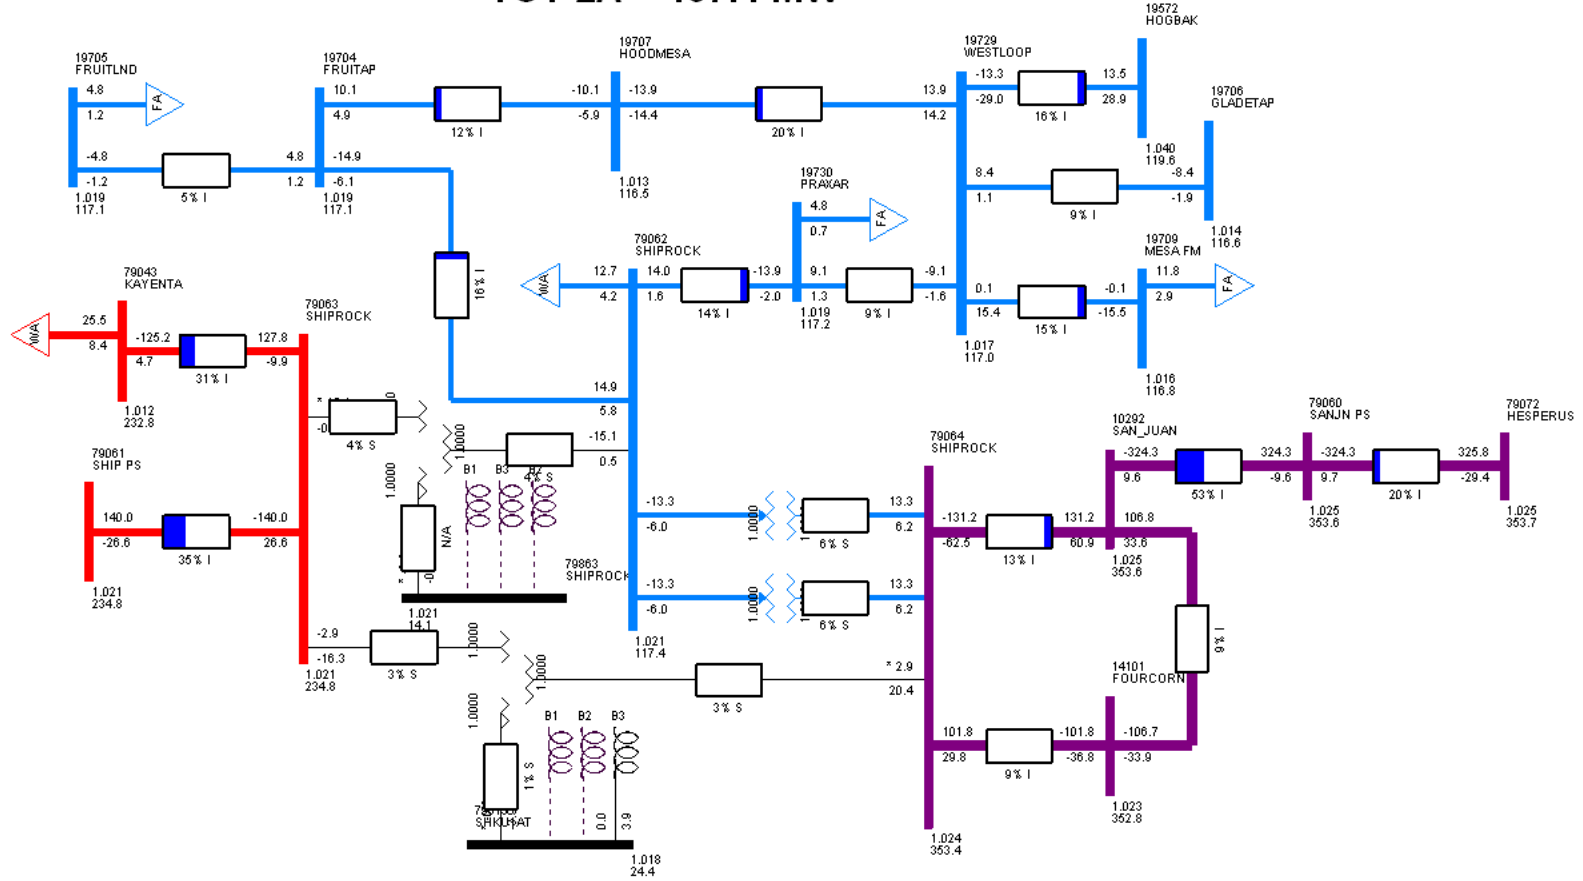 19572
HOGBAK
19705
FRUITLND
19704
FRUITAP
19707
HOODMESA
19729
WESTLOOP
19706
GLADETAP
4.8
1.2
FA
10.1
4.9
12% I
-10.1
-5.9
-13.9
-14.4
20% I
13.9
14.2
-13.3
-29.0
16% I
13.5
28.9
1.040
119.6
-4.8
-1.2
5% I
4.8
1.2
-14.9
-6.1
1.019
117.1
1.019
117.1
1.013
116.5
19730
PRAXAR
4.8
0.7
FA
8.4
1.1
9% I
-8.4
-1.9
1.014
116.6
16% I
79062
SHIPROCK
WA
12.7
4.2
14.0
1.6
14% I
-13.9
-2.0
9.1
1.3
1.019
117.2
9% I
-9.1
-1.6
0.1
15.4
15% I
-0.1
-15.5
19709
MESA FM
11.8
2.9
FA
1.017
117.0
1.016
116.8
79043
KAYENTA
79063
SHIPROCK
WA
25.5
8.4
-125.2
4.7
31% I
127.8
-9.9
1.012
232.8
4% S
14.9
5.8
1.0000
-15.1
0.5
4% S
B1
B3
B2
1.0000
N/A
79863
SHIPROCK
1.021
14.1
79061
SHIP PS
140.0
-26.6
35% I
-140.0
26.6
1.021
234.8
-2.9
-16.3
3% S
1.0000
1.021
234.8
1.0000
3% S
* 2.9
20.4
-13.3
-6.0
1.0000
6% S
13.3
6.2
-13.3
-6.0
1.0000
6% S
13.3
6.2
1.021
117.4
79064
SHIPROCK
-131.2
-62.5
13% I
131.2
60.9
106.8
33.6
1.025
353.6
10292
SAN_JUAN
-324.3
9.6
53% I
324.3
-9.6
79060
SANJN PS
-324.3
9.7
20% I
325.8
-29.4
79072
HESPERUS
1.025
353.6
1.025
353.7
9% I
14101
FOURCORN
101.8
29.8
9% I
-101.8
-36.8
-106.7
-33.9
1.023
352.8
1.024
353.4
1.0000
B1
B2
B3
1% S
0.0
3.9
1.018
24.4